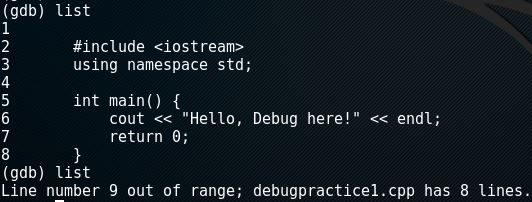 (gdb) list
1
2       #include <iostream>
3       using namespace std;
4
5       int main() {
6           cout << "Hello, Debug here!" << endl;
7           return 0;
8       }
(gdb) list
Line number 9 out of range; debugpractice1.cpp has 8 lines.